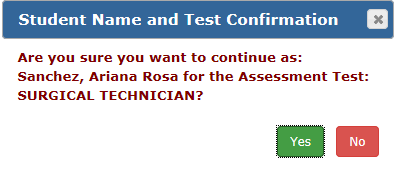 Student Name and Test Confirmation
Are you sure you want to continue as:
Sanchez, Ariana Rosa for the Assessment Test:
SURGICAL TECHNICIAN?
Yes No